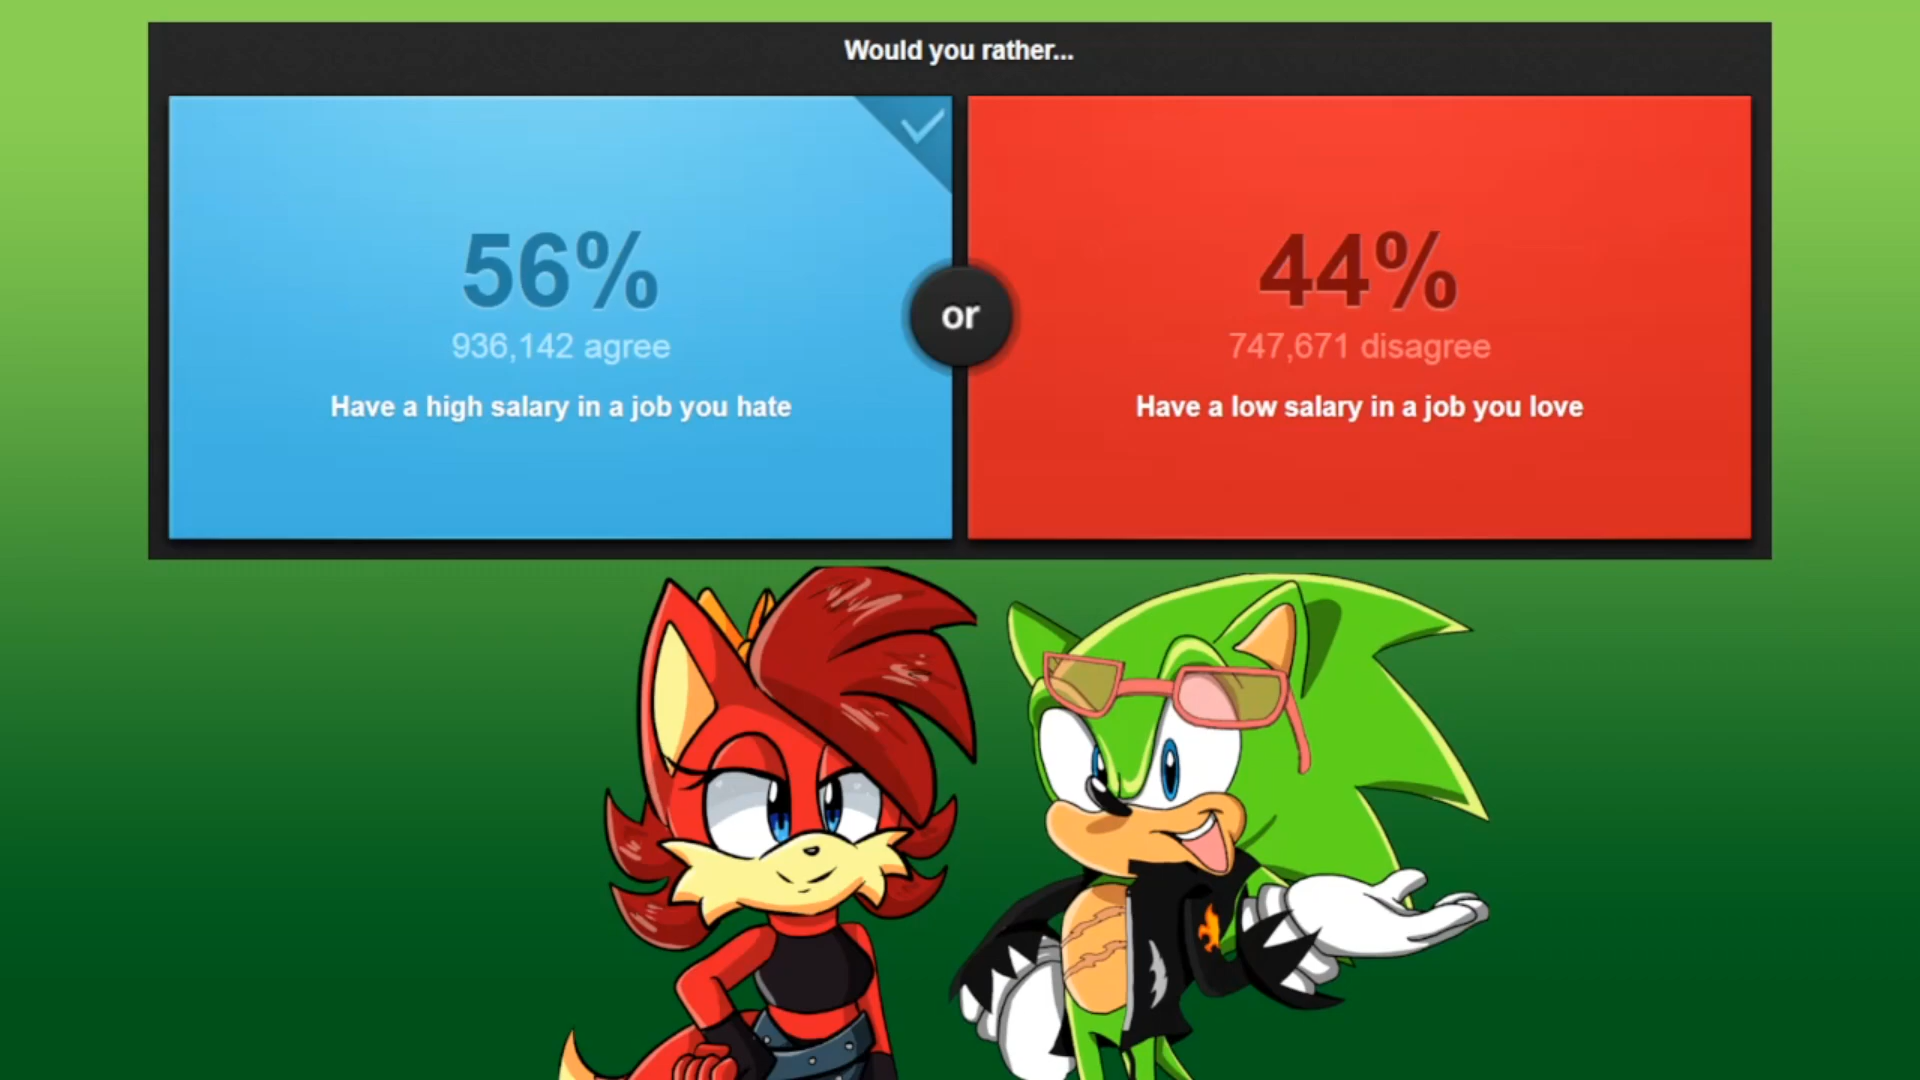 Would you rather...
56%
936,142 agree
Have a high salary in a job you hate
or
44%
747,671 disagree
Have a low salary in a job you love